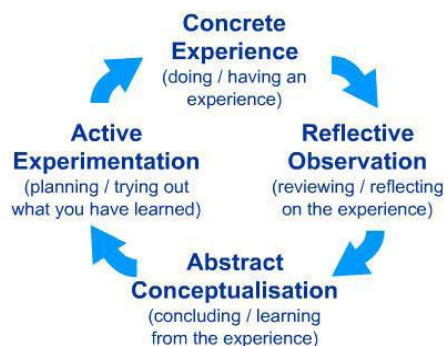 Concrete
Experience
(doing / having an
experience)
Active
Experimentation
(planning / trying out
what you have learned)
Reflective
Observation
(reviewing / reflecting
on the experience)
Abstract
Conceptualisation
(concluding / learning
from the experience)